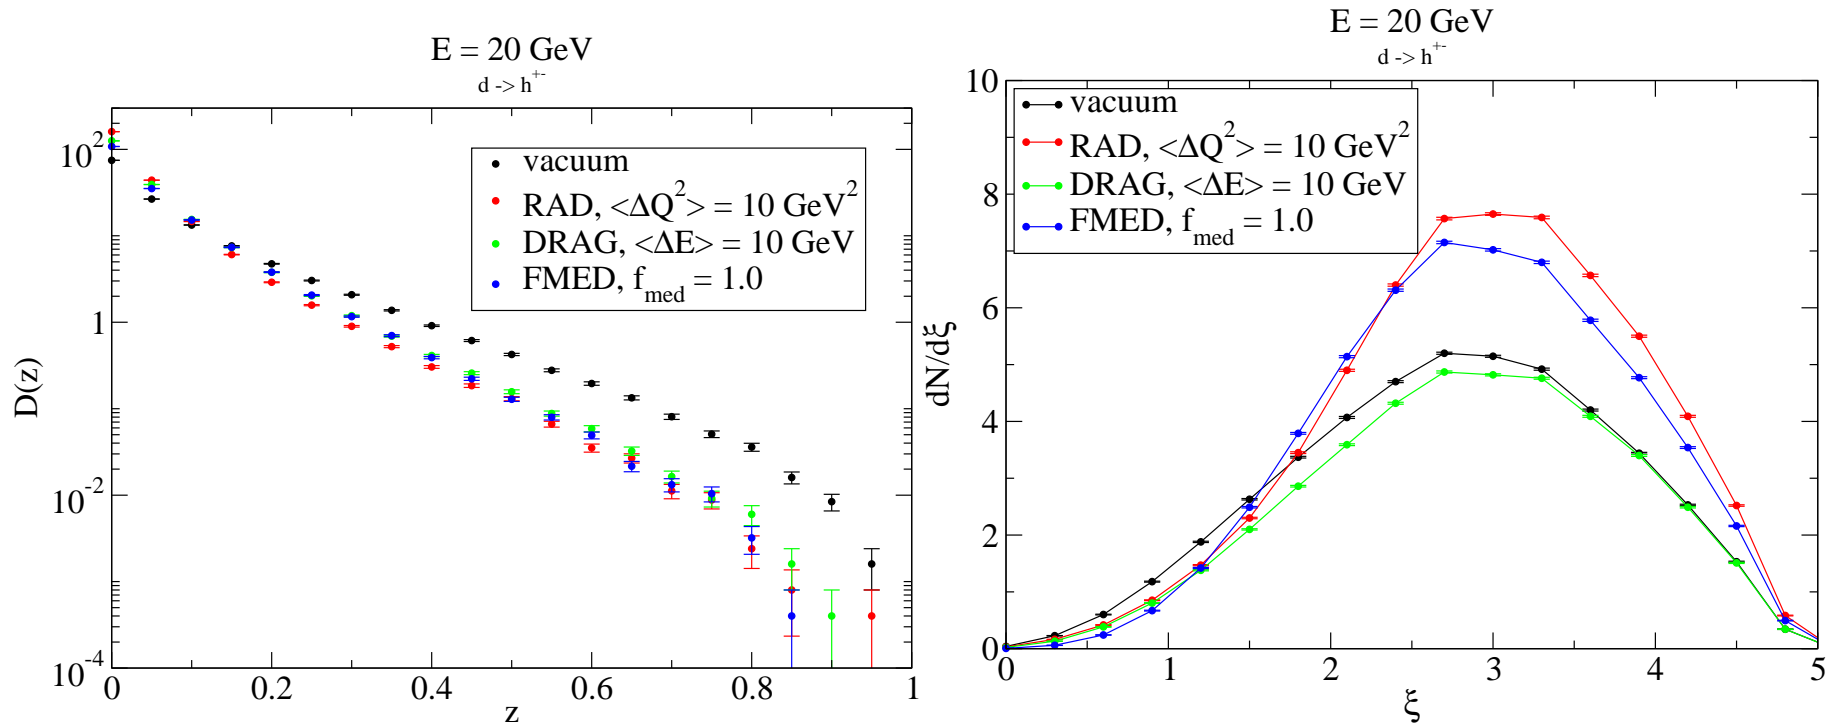 E = 20 GeV
d -> h+-
vacuum
RAD, <ΔQ2> = 10 GeV2
DRAG, <ΔE> = 10 GeV
FMED, fmed = 1.0
D(z)
102
1
10-2
10-4
0
0.2
0.4
0.6
0.8
1
z
E = 20 GeV
d -> h+-
vacuum
RAD, <ΔQ2> = 10 GeV2
DRAG, <ΔE> = 10 GeV
FMED, fmed = 1.0
dN/dξ
10
8
6
4
2
0
0
1
2
3
4
5
ξ